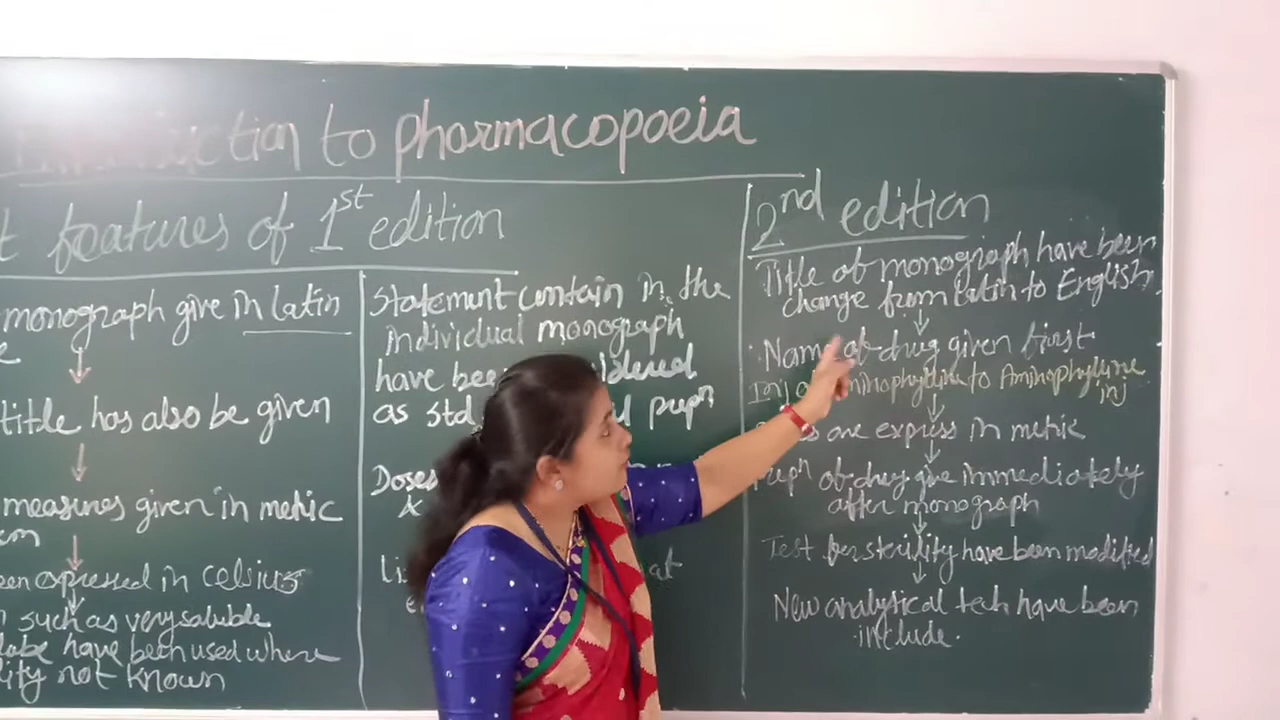 to pharmacopoeia
features of 1st edition
monograph give in latin
title has also be given
measures given in metric
expressed in celsius
such as very soluble
have been used where
not known
Statement contain in the
individual monograph
have been
as std prepn
Doses
2nd edition
Title of monograph have been
change from latin to English
Name of drug given first
Inj to Aminophylline
inj
are express in metric
prepn of drug give immediately
after monograph
Test for sterility have been modified
New analytical tech have been
include.